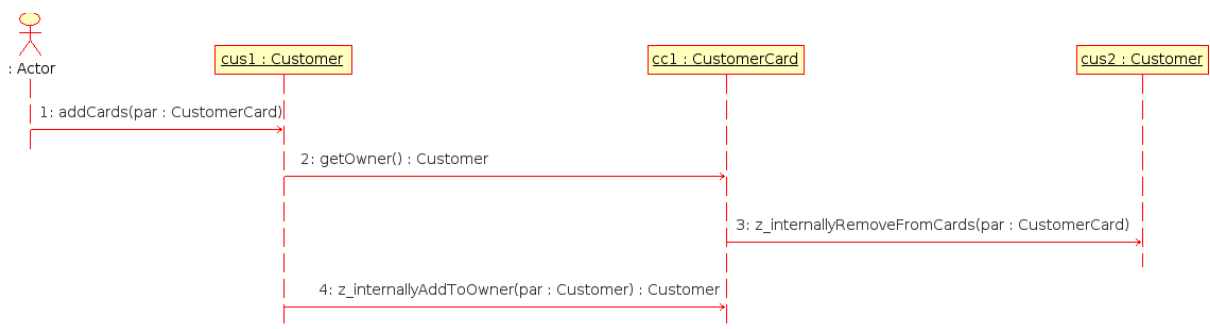 : Actor
cus1 : Customer
cc1 : CustomerCard
cus2 : Customer
1: addCards(par : CustomerCard)
2: getOwner() : Customer
3: z_internallyRemoveFromCards(par : CustomerCard)
4: z_internallyAddToOwner(par : Customer) : Customer